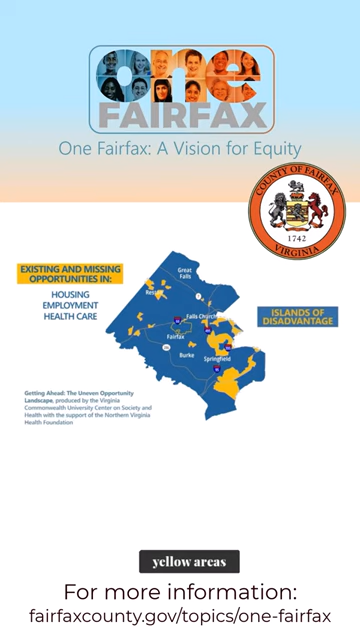 one
FAIRFAX
One Fairfax: A Vision for Equity
COUNTY OF FAIRFAX
1742
VIRGINIA
EXISTING AND MISSING
OPPORTUNITIES IN:
HOUSING
EMPLOYMENT
HEALTH CARE
Great
Falls
Falls Church
Fairfax
Burke
Springfield
ISLANDS OF
DISADVANTAGE
Getting Ahead: The Uneven Opportunity
Landscape, produced by the Virginia
Commonwealth University Center on Society and
Health with the support of the Northern Virginia
Health Foundation
yellow areas
For more information:
fairfaxcounty.gov/topics/one-fairfax